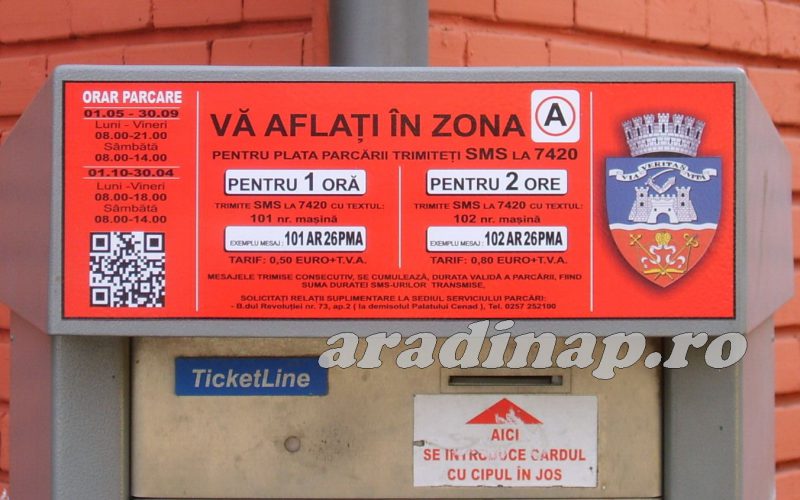 ORAR PARCARE
01.05 - 30.09
Luni - Vineri
08.00-21.00
Sâmbăta
08.00-14.00
01.10-30.04
Luni -Vineri
08.00-18.00
Sâmbătă
08.00-14.00
VĂ AFLAȚI ÎN ZONA A
PENTRU PLATA PARCĂRII TRIMITEȚI SMS LA 7420
PENTRU 1 ORĂ
TRIMITE SMS LA 7420 CU TEXTUL:
101 nr. mașină
EXEMPLU MESAJ : 101 AR 26PMA
TARIF: 0,50 EURO+T.V.A.
PENTRU 2 ORE
TRIMITE SMS LA 7420 CU TEXTUL:
102 nr. mașină
EXEMPLU MESAJ : 102 AR 26PMA
TARIF: 0,80 EURO+T.V.A.
MESAJELE TRIMISE CONSECUTIV, SE CUMULEAZĂ, DURATA VALIDĂ A PARCĂRII, FIIND
SUMA DURATEI SMS-URILOR TRANSMISE,
SOLICITAȚI RELAȚII SUPLIMENTARE LA SEDIUL SERVICIULUI PARCĂRI:
- B.dul Revoluției nr. 73, ap.2 ( la demisolul Palatului Cenad ), Tel. 0257 252100
VIA VERITAS VITA
aradinap.ro
TicketLine
AICI
SE INTRODUCE CARDUL
CU CIPUL ÎN JOS